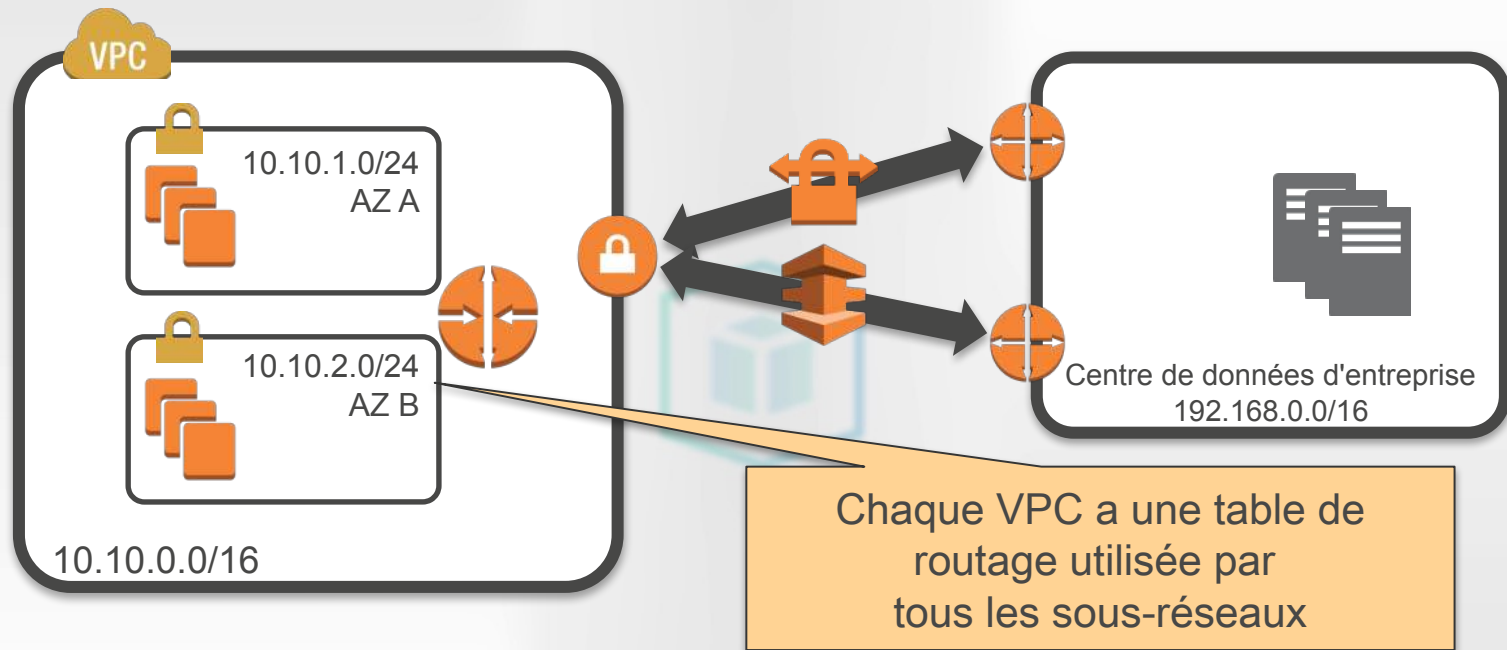 VPC
10.10.1.0/24
AZ A
10.10.2.0/24
AZ B
10.10.0.0/16
Centre de données d'entreprise
192.168.0.0/16
Chaque VPC a une table de
routage utilisée par
tous les sous-réseaux